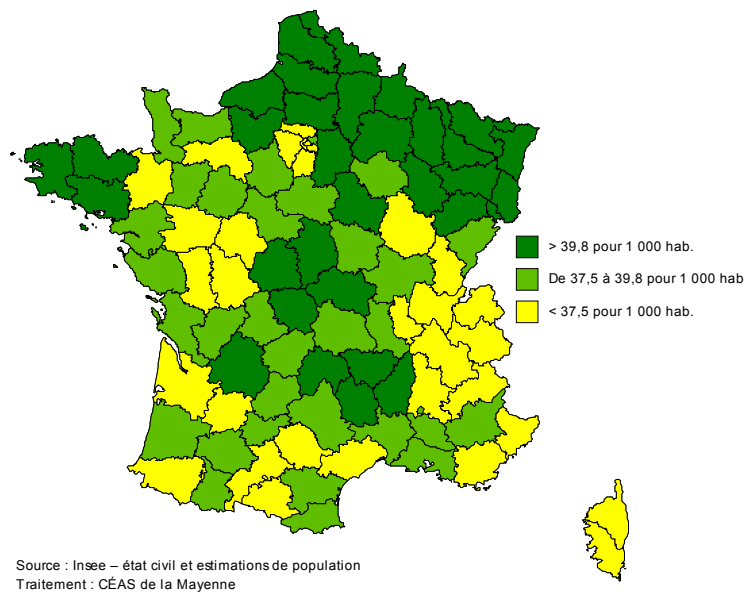 > 39,8 pour 1 000 hab.
De 37,5 à 39,8 pour 1 000 hab
< 37,5 pour 1 000 hab.
Source : Insee – état civil et estimations de population
Traitement : CÉAS de la Mayenne